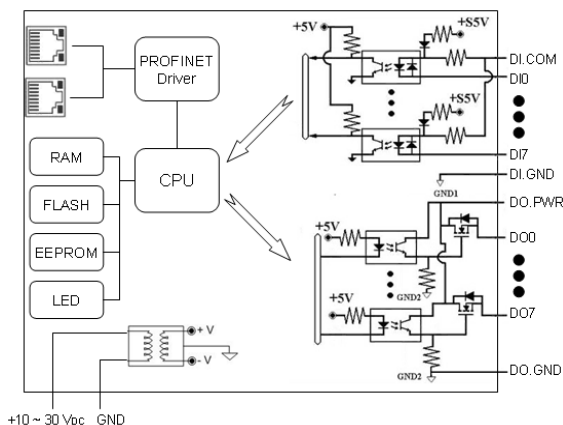 PROFINET
Driver
CPU
RAM
FLASH
EEPROM
LED
+5V
+S5V
DI.COM
DI0
+S5V
DI7
DI.GND
GND1
DO.PWR
+5V
DO0
GND2
+5V
DO7
GND2
DO.GND
+ V
- V
+10 ~ 30 VDC GND